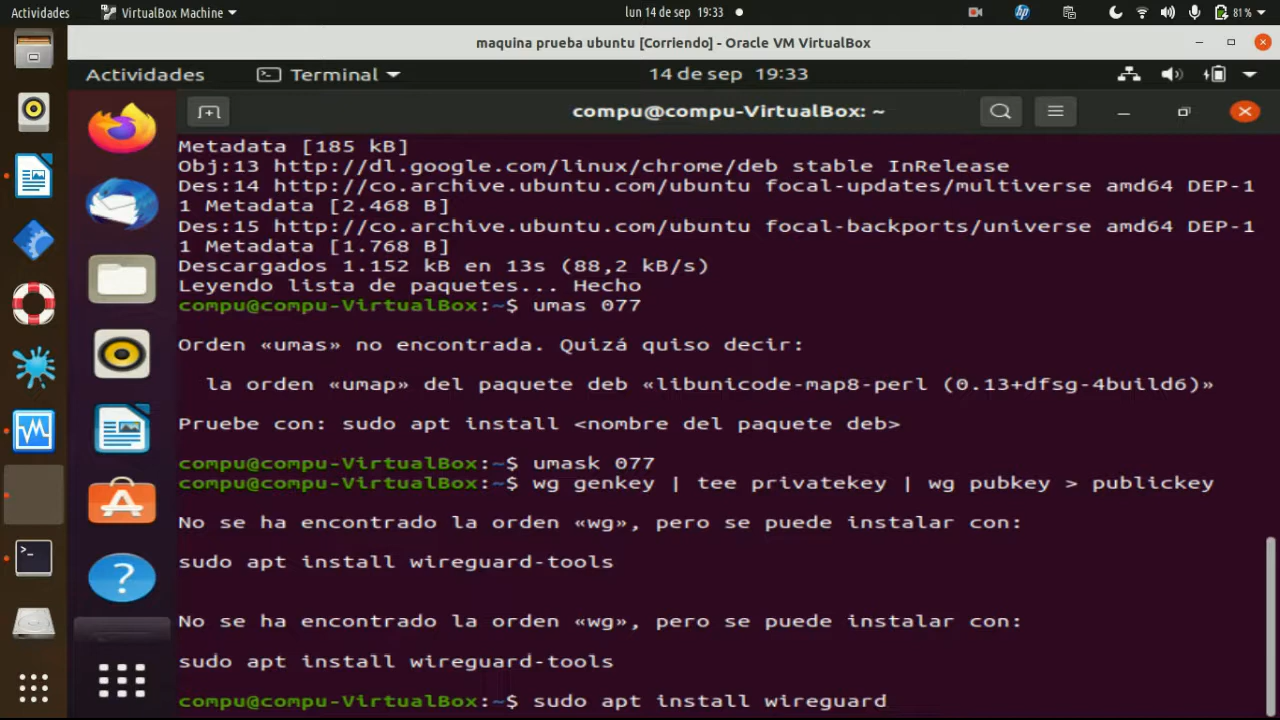 Actividades
VirtualBox Machine
lun 14 de sep 19:33
hp
81%
maquina prueba ubuntu [Corriendo] - Oracle VM VirtualBox
Actividades
Terminal
14 de sep 19:33
compu@compu-VirtualBox: ~
Metadata [185 kB]
Obj:13 http://dl.google.com/linux/chrome/deb stable InRelease
Des:14 http://co.archive.ubuntu.com/ubuntu focal-updates/multiverse amd64 DEP-1
1 Metadata [2.468 B]
Des:15 http://co.archive.ubuntu.com/ubuntu focal-backports/universe amd64 DEP-1
1 Metadata [1.768 B]
Descargados 1.152 kB en 13s (88,2 kB/s)
Leyendo lista de paquetes... Hecho
compu@compu-VirtualBox:~$ umas 077
Orden «umas» no encontrada. Quizá quiso decir:
la orden «umap» del paquete deb «libunicode-map8-perl (0.13+dfsg-4build6)»
Pruebe con: sudo apt install <nombre del paquete deb>
compu@compu-VirtualBox:~$ umask 077
compu@compu-VirtualBox:~$ wg genkey | tee privatekey | wg pubkey > publickey
No se ha encontrado la orden «wg», pero se puede instalar con:
sudo apt install wireguard-tools
No se ha encontrado la orden «wg», pero se puede instalar con:
sudo apt install wireguard-tools
compu@compu-VirtualBox:~$ sudo apt install wireguard